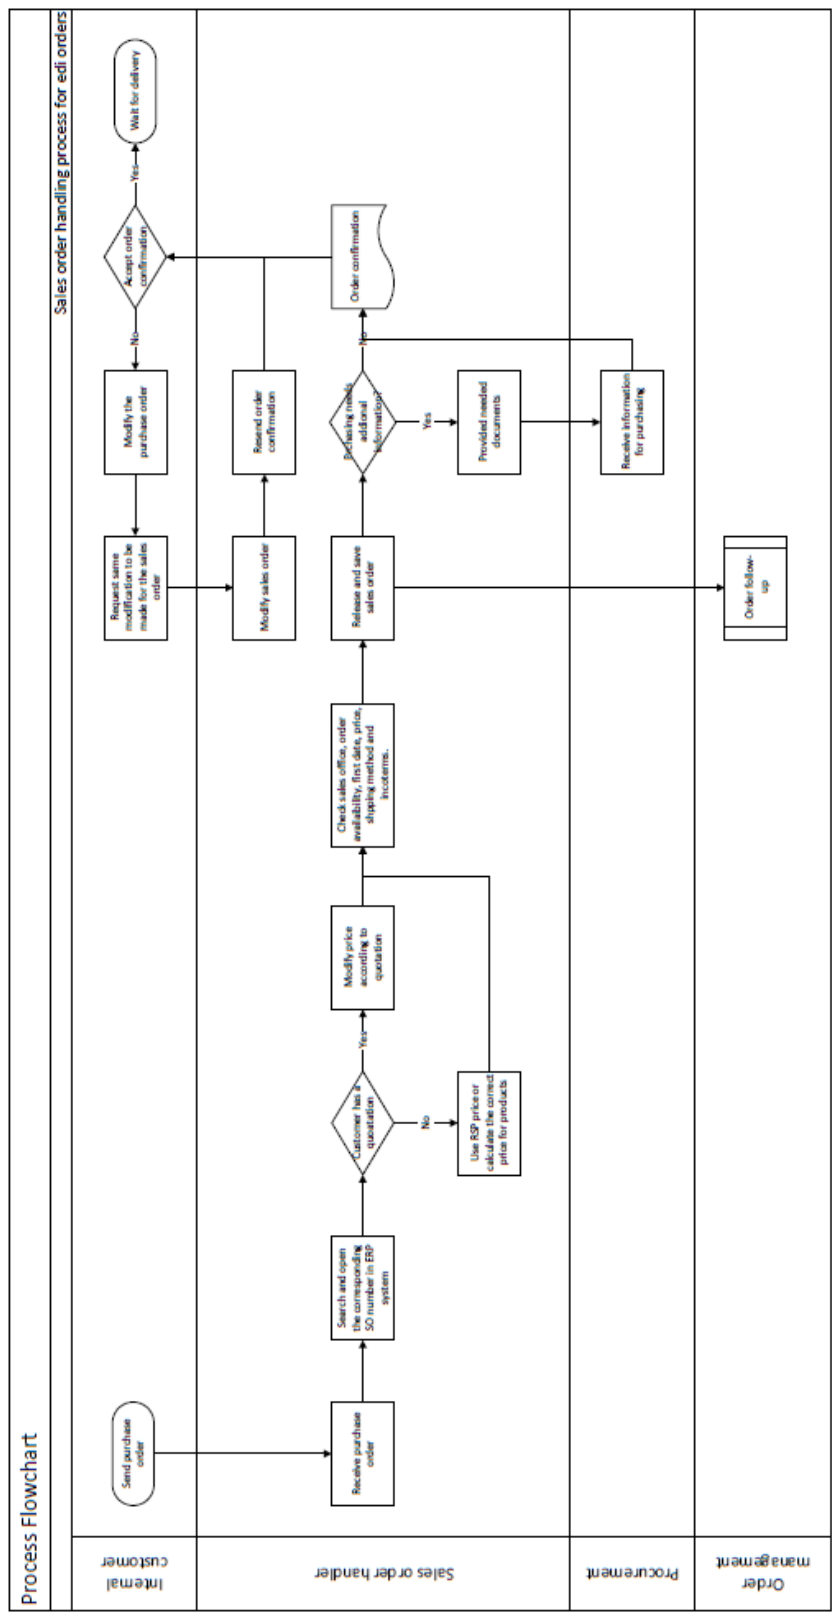 Process Flowchart
Sales order handling process for edi orders
Internal
customer
Send purchase
order
Request same
modification to be
made for the sales
order
Modify the
purchase order
No
Accept order
confirmation
Yes
Wait for delivery
Sales order handler
Receive purchase
order
Search and open
the corresponding
SO number in ERP
system
Customer has a
quoatation
Yes
No
Modify price
according to
quotation
Use RSP price or
calculate the correct
price for products
Check sales office, order
availaibility, first date, price,
shpping method and
incoterms.
Release and save
sales order
Modify sales order
Resend order
confirmation
needs
addional
information?
No
Yes
Provided needed
documents
Order confirmation
Procurement
Receive information
for purchasing
Order
management
Order follow-
up